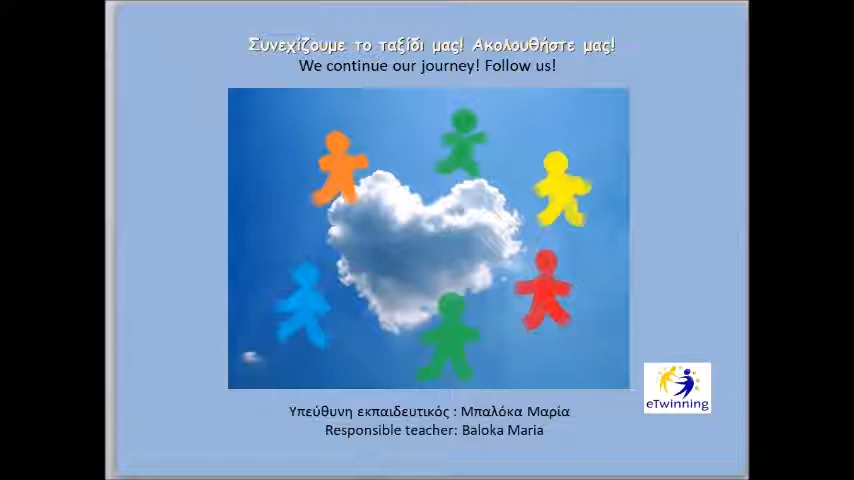 Συνεχίζουμε το ταξίδι μας! Ακολουθήστε μας!
We continue our journey! Follow us!
eTwinning
Υπεύθυνη εκπαιδευτικός : Μπαλόκα Μαρία
Responsible teacher: Baloka Maria